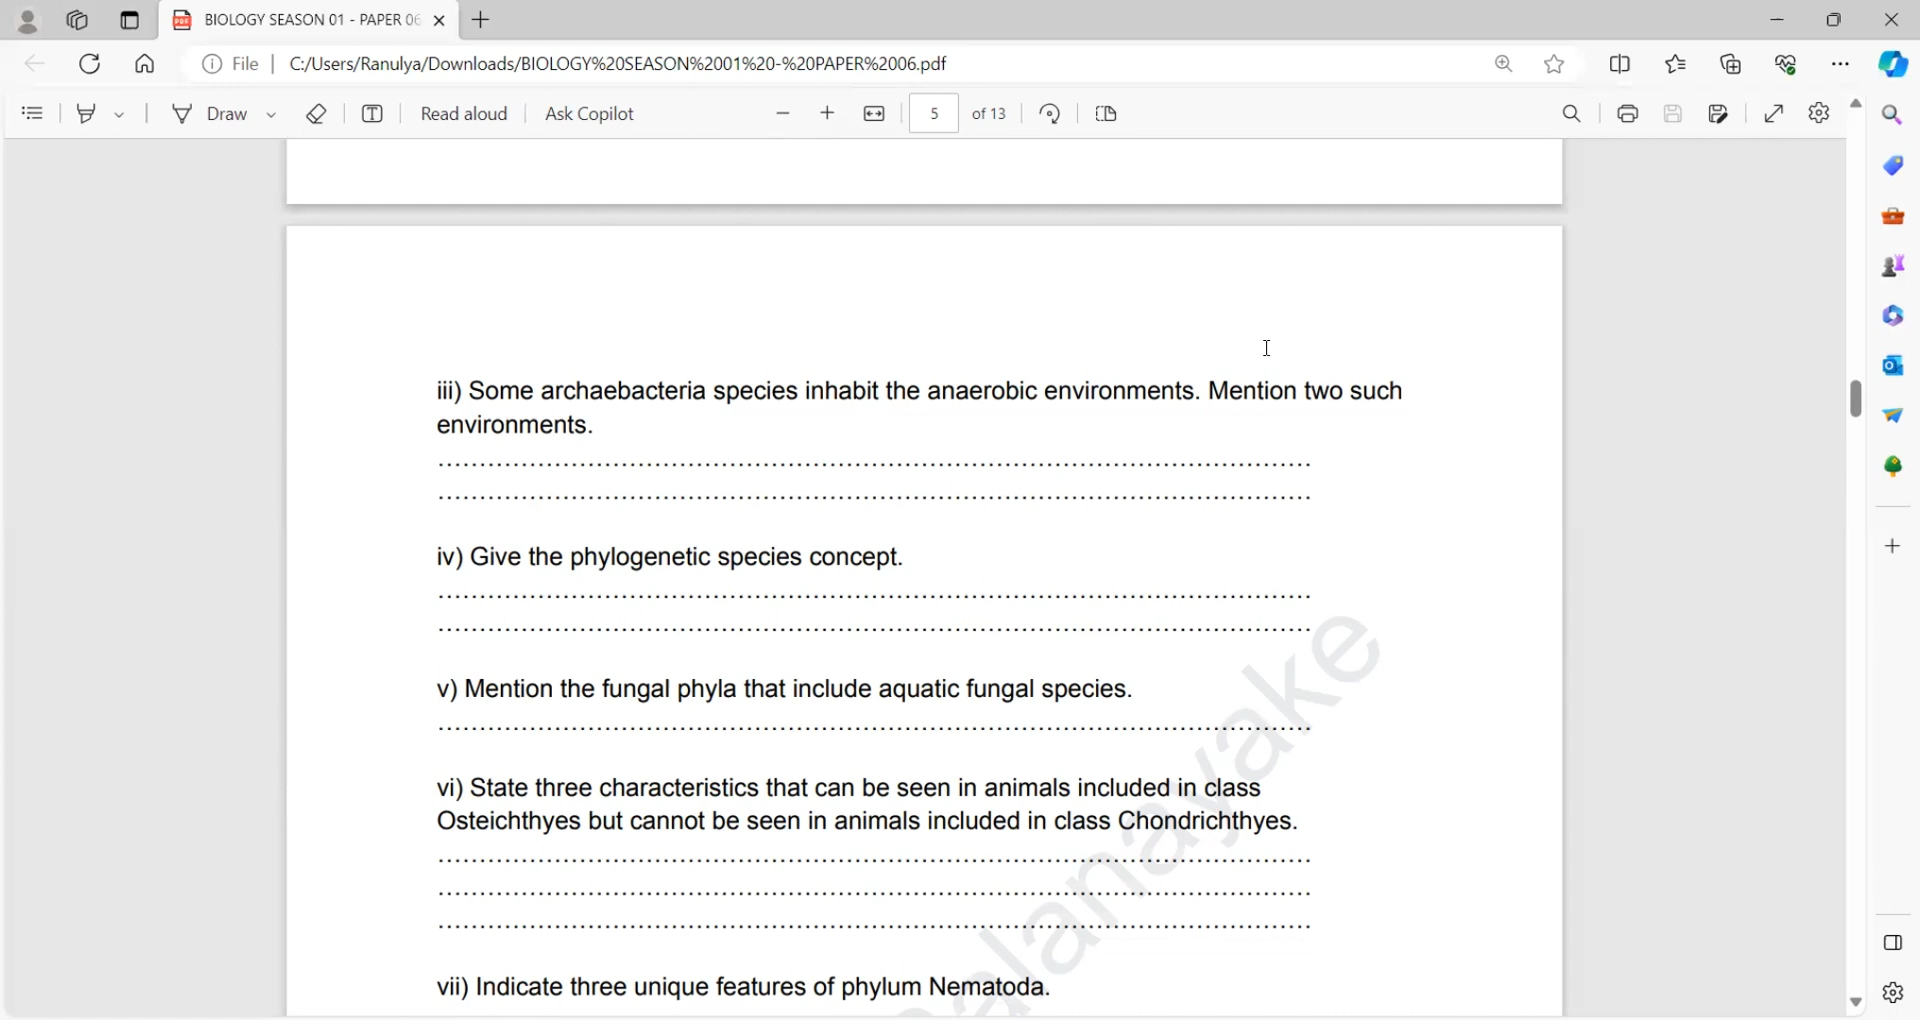 BIOLOGY SEASON 01 - PAPER 06
File
C:/Users/Ranulya/Downloads/BIOLOGY%20SEASON%2001%20-%20PAPER%2006.pdf
Draw
Read aloud
Ask Copilot
5 of 13
iii) Some archaebacteria species inhabit the anaerobic environments. Mention two such
environments.
iv) Give the phylogenetic species concept.
v) Mention the fungal phyla that include aquatic fungal species.
vi) State three characteristics that can be seen in animals included in class
Osteichthyes but cannot be seen in animals included in class Chondrichthyes.
vii) Indicate three unique features of phylum Nematoda.
alanayake